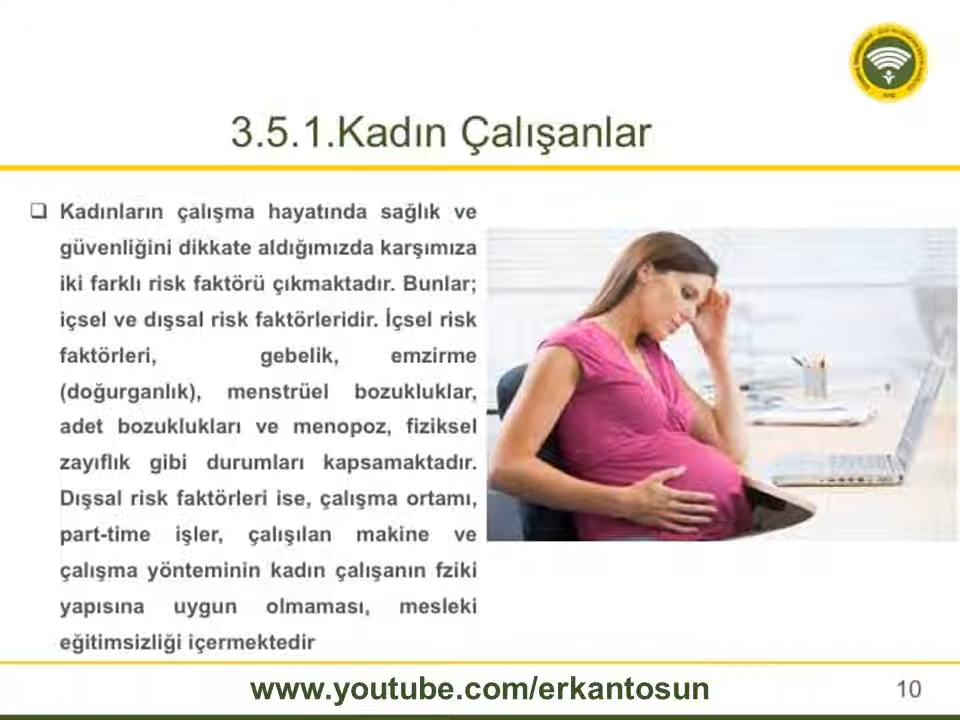 3.5.1.Kadın Çalışanlar
Kadınların çalışma hayatında sağlık ve
güvenliğini dikkate aldığımızda karşımıza
iki farklı risk faktörü çıkmaktadır. Bunlar;
içsel ve dışsal risk faktörleridir. İçsel risk
faktörleri, gebelik, emzirme
(doğurganlık), menstrüel bozukluklar,
adet bozuklukları ve menopoz, fiziksel
zayıflık gibi durumları kapsamaktadır.
Dışsal risk faktörleri ise, çalışma ortamı,
part-time işler, çalışılan makine ve
çalışma yönteminin kadın çalışanın fziki
yapısına uygun olmaması, mesleki
eğitimsizliği içermektedir
www.youtube.com/erkantosun
10